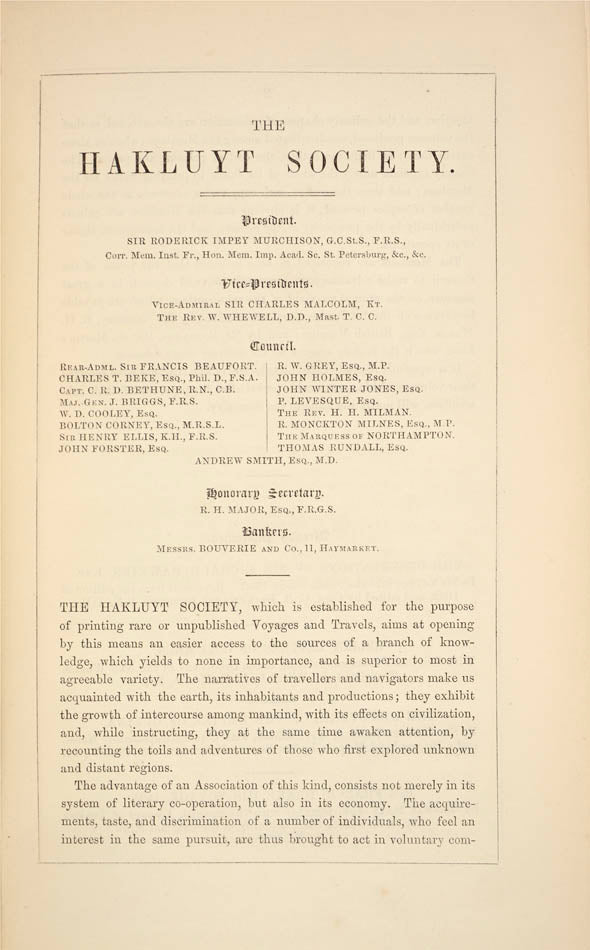 THE
HAKLUYT SOCIETY.
President.
SIR RODERICK IMPEY MURCHISON, G.C.St.S., F.R.S.,
Corr. Mem. Inst. Fr., Hon. Mem. Imp. Acad. Sc. St. Petersburg, &c., &c.
Vice-Presidents.
VICE-ADMIRAL SIR CHARLES MALCOLM, KT.
THE REV. W. WHEWELL, D.D., Mast. T. C. C.
Council.
REAR-ADML. SIR FRANCIS BEAUFORT.
CHARLES T. BEKE, Esq., Phil. D., F.S.A.
CAPT. C. R. D. BETHUNE, R.N., C.B.
MAJ.-GEN. J. BRIGGS, F.R.S.
W. D. COOLEY, ESQ.
BOLTON CORNEY, ESQ., M.R.S.L.
SIR HENRY ELLIS, K.H., F.R.S.
JOHN FORSTER, ESQ.
R. W. GREY, ESQ., M.P.
JOHN HOLMES, ESQ.
JOHN WINTER JONES, ESQ.
P. LEVESQUE, ESQ.
THE REV. H. H. MILMAN.
R. MONCKTON MILNES, ESQ., M.P.
THE MARQUESS OF NORTHAMPTON.
THOMAS RUNDALL, ESQ.
ANDREW SMITH, ESQ., M.D.
Honorary Secretary.
R. H. MAJOR, ESQ., F.R.G.S.
Bankers.
MESSRS. BOUVERIE AND CO., 11, HAYMARKET.
THE HAKLUYT SOCIETY, which is established for the purpose
of printing rare or unpublished Voyages and Travels, aims at opening
by this means an easier access to the sources of a branch of know-
ledge, which yields to none in importance, and is superior to most in
agreeable variety. The narratives of travellers and navigators make us
acquainted with the earth, its inhabitants and productions; they exhibit
the growth of intercourse among mankind, with its effects on civilization,
and, while instructing, they at the same time awaken attention, by
recounting the toils and adventures of those who first explored unknown
and distant regions.
The advantage of an Association of this kind, consists not merely in its
system of literary co-operation, but also in its economy. The acquire-
ments, taste, and discrimination of a number of individuals, who feel an
interest in the same pursuit, are thus brought to act in voluntary com-